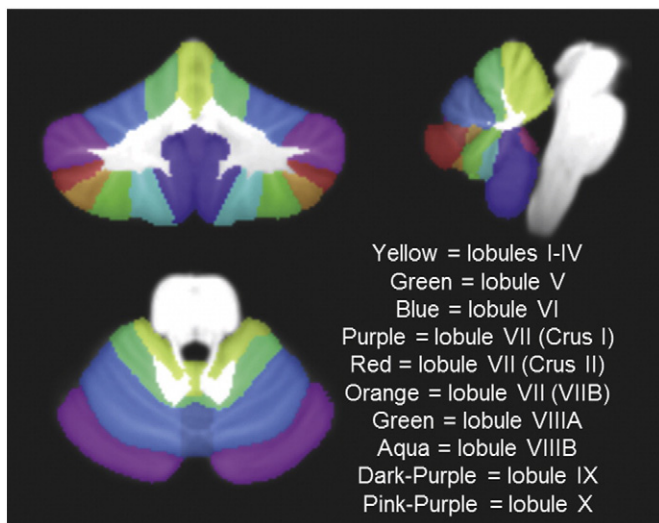 Yellow = lobules I-IV
Green = lobule V
Blue = lobule VI
Purple = lobule VII (Crus I)
Red = lobule VII (Crus II)
Orange = lobule VII (VIIB)
Green = lobule VIIIA
Aqua = lobule VIIIB
Dark-Purple = lobule IX
Pink-Purple = lobule X